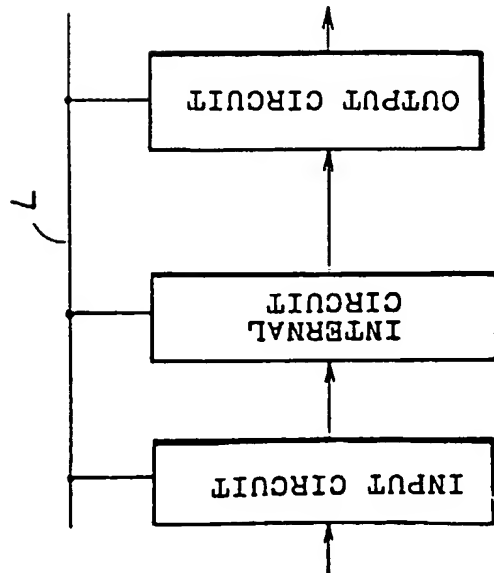 INPUT CIRCUIT
INTERNAL
CIRCUIT
7
OUTPUT CIRCUIT